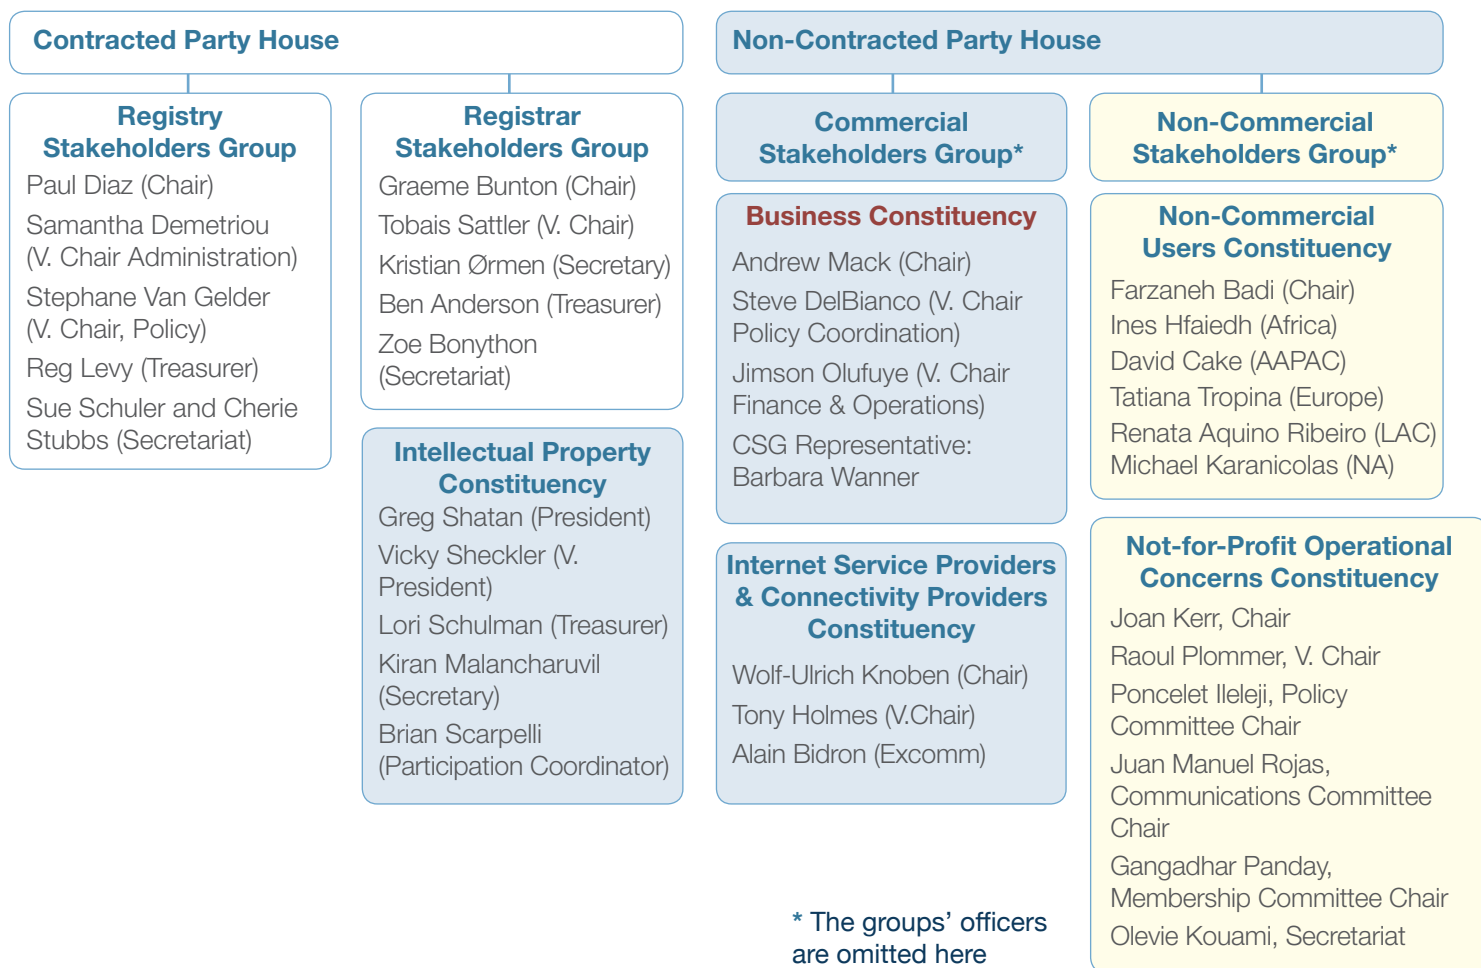 Contracted Party House
Non-Contracted Party House
Registry
Stakeholders Group
Paul Diaz (Chair)
Samantha Demetriou
(V. Chair Administration)
Stephane Van Gelder
(V. Chair, Policy)
Reg Levy (Treasurer)
Sue Schuler and Cherie
Stubbs (Secretariat)
Registrar
Stakeholders Group
Graeme Bunton (Chair)
Tobais Sattler (V. Chair)
Kristian Ørmen (Secretary)
Ben Anderson (Treasurer)
Zoe Bonython
(Secretariat)
Intellectual Property
Constituency
Greg Shatan (President)
Vicky Sheckler (V.
President)
Lori Schulman (Treasurer)
Kiran Malancharuvil
(Secretary)
Brian Scarpelli
(Participation Coordinator)
Commercial
Stakeholders Group*
Business Constituency
Andrew Mack (Chair)
Steve DelBianco (V. Chair
Policy Coordination)
Jimson Olufuye (V. Chair
Finance & Operations)
CSG Representative:
Barbara Wanner
Internet Service Providers
& Connectivity Providers
Constituency
Wolf-Ulrich Knoben (Chair)
Tony Holmes (V.Chair)
Alain Bidron (Excomm)
Non-Commercial
Stakeholders Group*
Non-Commercial
Users Constituency
Farzaneh Badi (Chair)
Ines Hfaiedh (Africa)
David Cake (AAPAC)
Tatiana Tropina (Europe)
Renata Aquino Ribeiro (LAC)
Michael Karanicolas (NA)
Not-for-Profit Operational
Concerns Constituency
Joan Kerr, Chair
Raoul Plommer, V. Chair
Poncelet Ileleji, Policy
Committee Chair
Juan Manuel Rojas,
Communications Committee
Chair
Gangadhar Panday,
Membership Committee Chair
Olevie Kouami, Secretariat
* The groups’ officers
are omitted here